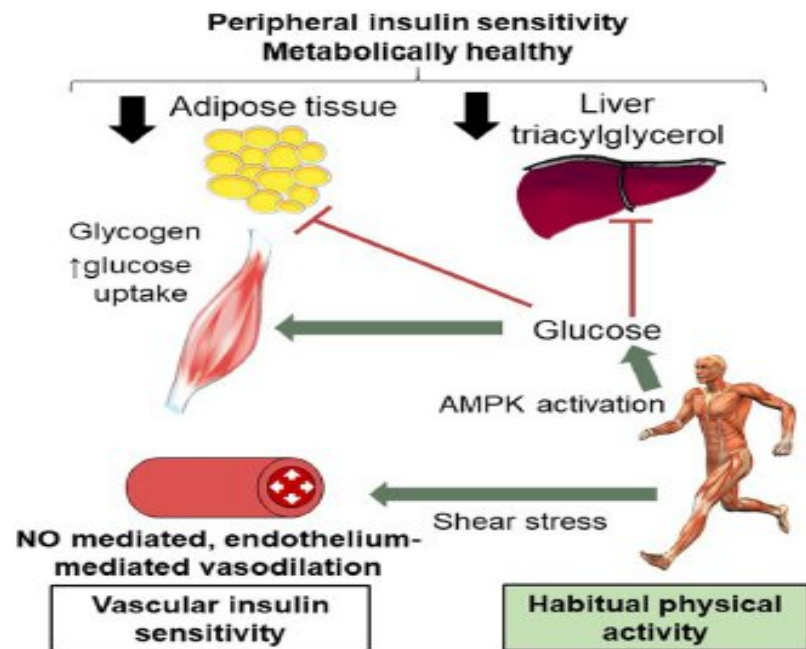 Peripheral insulin sensitivity
Metabolically healthy
Adipose tissue
Liver
triacylglycerol
Glycogen
↑glucose
uptake
Glucose
AMPK activation
Shear stress
NO mediated, endothelium-
mediated vasodilation
Vascular insulin
sensitivity
Habitual physical
activity